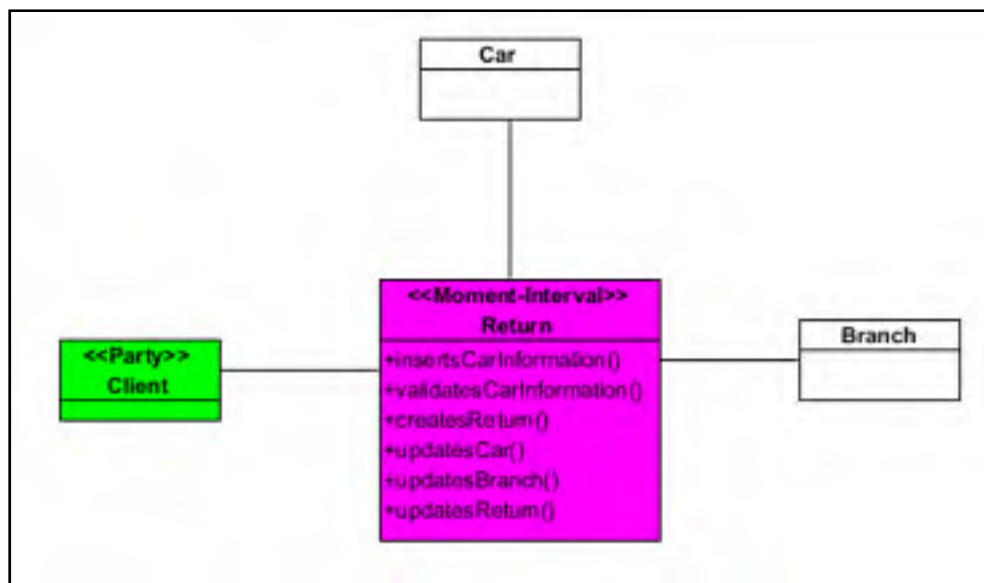 Car
<<Moment-Interval>>
Return
+insertsCarInformation()
+validatesCarInformation()
+createsReturn()
+updatesCar()
+updatesBranch()
+updatesReturn()
<<Party>>
Client
Branch